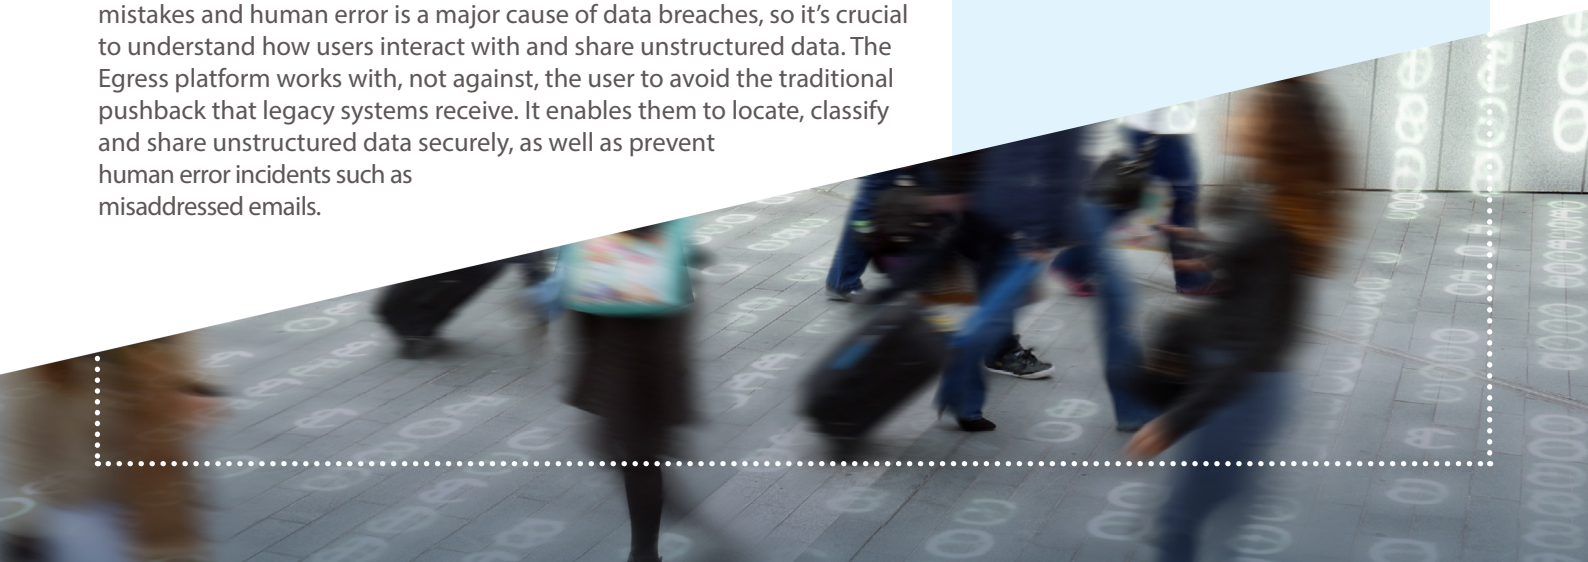 mistakes and human error is a major cause of data breaches, so it’s crucial
to understand how users interact with and share unstructured data. The
Egress platform works with, not against, the user to avoid the traditional
pushback that legacy systems receive. It enables them to locate, classify
and share unstructured data securely, as well as prevent
human error incidents such as
misaddressed emails.